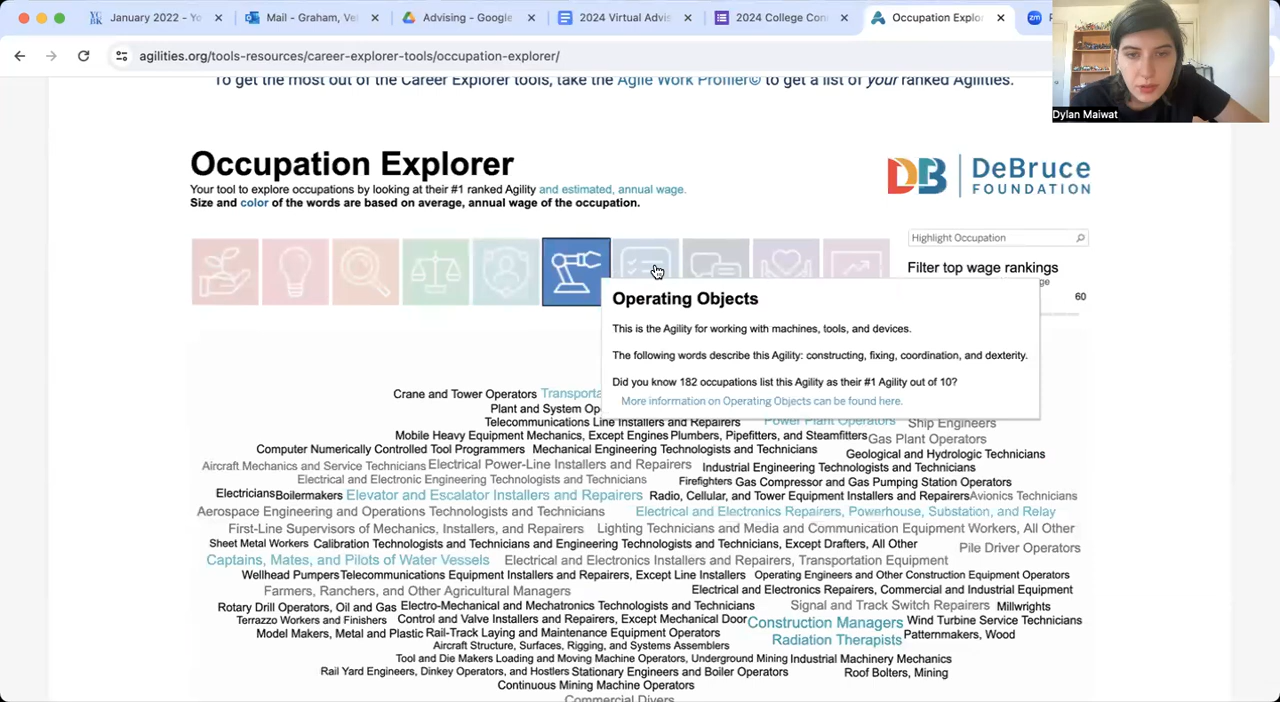 January 2022 - Yo
Mail - Graham, Ve
Advising - Google
2024 Virtual Advis
2024 College Con
Occupation Explor
zm
agilities.org/tools-resources/career-explorer-tools/occupation-explorer/
Dylan Maiwat
To get the most out of the Career Explorer tools, take the Agile Work Profiler© to get a list of your ranked Agilities.
Occupation Explorer
Your tool to explore occupations by looking at their #1 ranked Agility and estimated, annual wage.
Size and color of the words are based on average, annual wage of the occupation.
DB DeBruce
FOUNDATION
Highlight Occupation
Filter top wage rankings
60
Operating Objects
This is the Agility for working with machines, tools, and devices.
The following words describe this Agility: constructing, fixing, coordination, and dexterity.
Did you know 182 occupations list this Agility as their #1 Agility out of 10?
More information on Operating Objects can be found here.
Crane and Tower Operators Transporta
Plant and System Op
Telecommunications Line Installers and Repairers Power Plant Operators Ship Engineers
Mobile Heavy Equipment Mechanics, Except Engines Plumbers, Pipefitters, and Steamfitters Gas Plant Operators
Computer Numerically Controlled Tool Programmers Mechanical Engineering Technologists and Technicians Geological and Hydrologic Technicians
Aircraft Mechanics and Service Technicians Electrical Power-Line Installers and Repairers Industrial Engineering Technologists and Technicians
Electrical and Electronic Engineering Technologists and Technicians Firefighters Gas Compressor and Gas Pumping Station Operators
Electricians Boilermakers Elevator and Escalator Installers and Repairers Radio, Cellular, and Tower Equipment Installers and Repairers Avionics Technicians
Aerospace Engineering and Operations Technologists and Technicians Electrical and Electronics Repairers, Powerhouse, Substation, and Relay
First-Line Supervisors of Mechanics, Installers, and Repairers Lighting Technicians and Media and Communication Equipment Workers, All Other
Sheet Metal Workers Calibration Technologists and Technicians and Engineering Technologists and Technicians, Except Drafters, All Other Pile Driver Operators
Captains, Mates, and Pilots of Water Vessels Electrical and Electronics Installers and Repairers, Transportation Equipment
Wellhead Pumpers Telecommunications Equipment Installers and Repairers, Except Line Installers Operating Engineers and Other Construction Equipment Operators
Farmers, Ranchers, and Other Agricultural Managers Electrical and Electronics Repairers, Commercial and Industrial Equipment
Rotary Drill Operators, Oil and Gas Electro-Mechanical and Mechatronics Technologists and Technicians Signal and Track Switch Repairers Millwrights
Terrazzo Workers and Finishers Control and Valve Installers and Repairers, Except Mechanical Door Construction Managers Wind Turbine Service Technicians
Model Makers, Metal and Plastic Rail-Track Laying and Maintenance Equipment Operators Radiation Therapists Patternmakers, Wood
Aircraft Structure, Surfaces, Rigging, and Systems Assemblers
Tool and Die Makers Loading and Moving Machine Operators, Underground Mining Industrial Machinery Mechanics
Rail Yard Engineers, Dinkey Operators, and Hostlers Stationary Engineers and Boiler Operators Roof Bolters, Mining
Continuous Mining Machine Operators
Commercial Divers